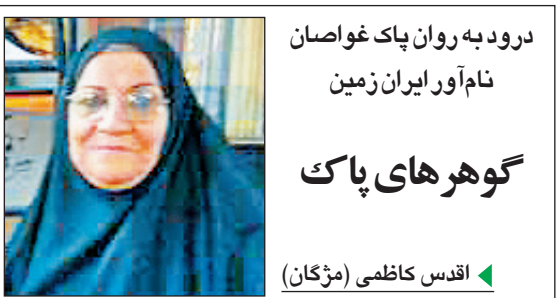 درود به روان پاک غواصان
نام‌آور ایران زمین
گوهرهای پاک
اقدس کاظمی (مژگان)